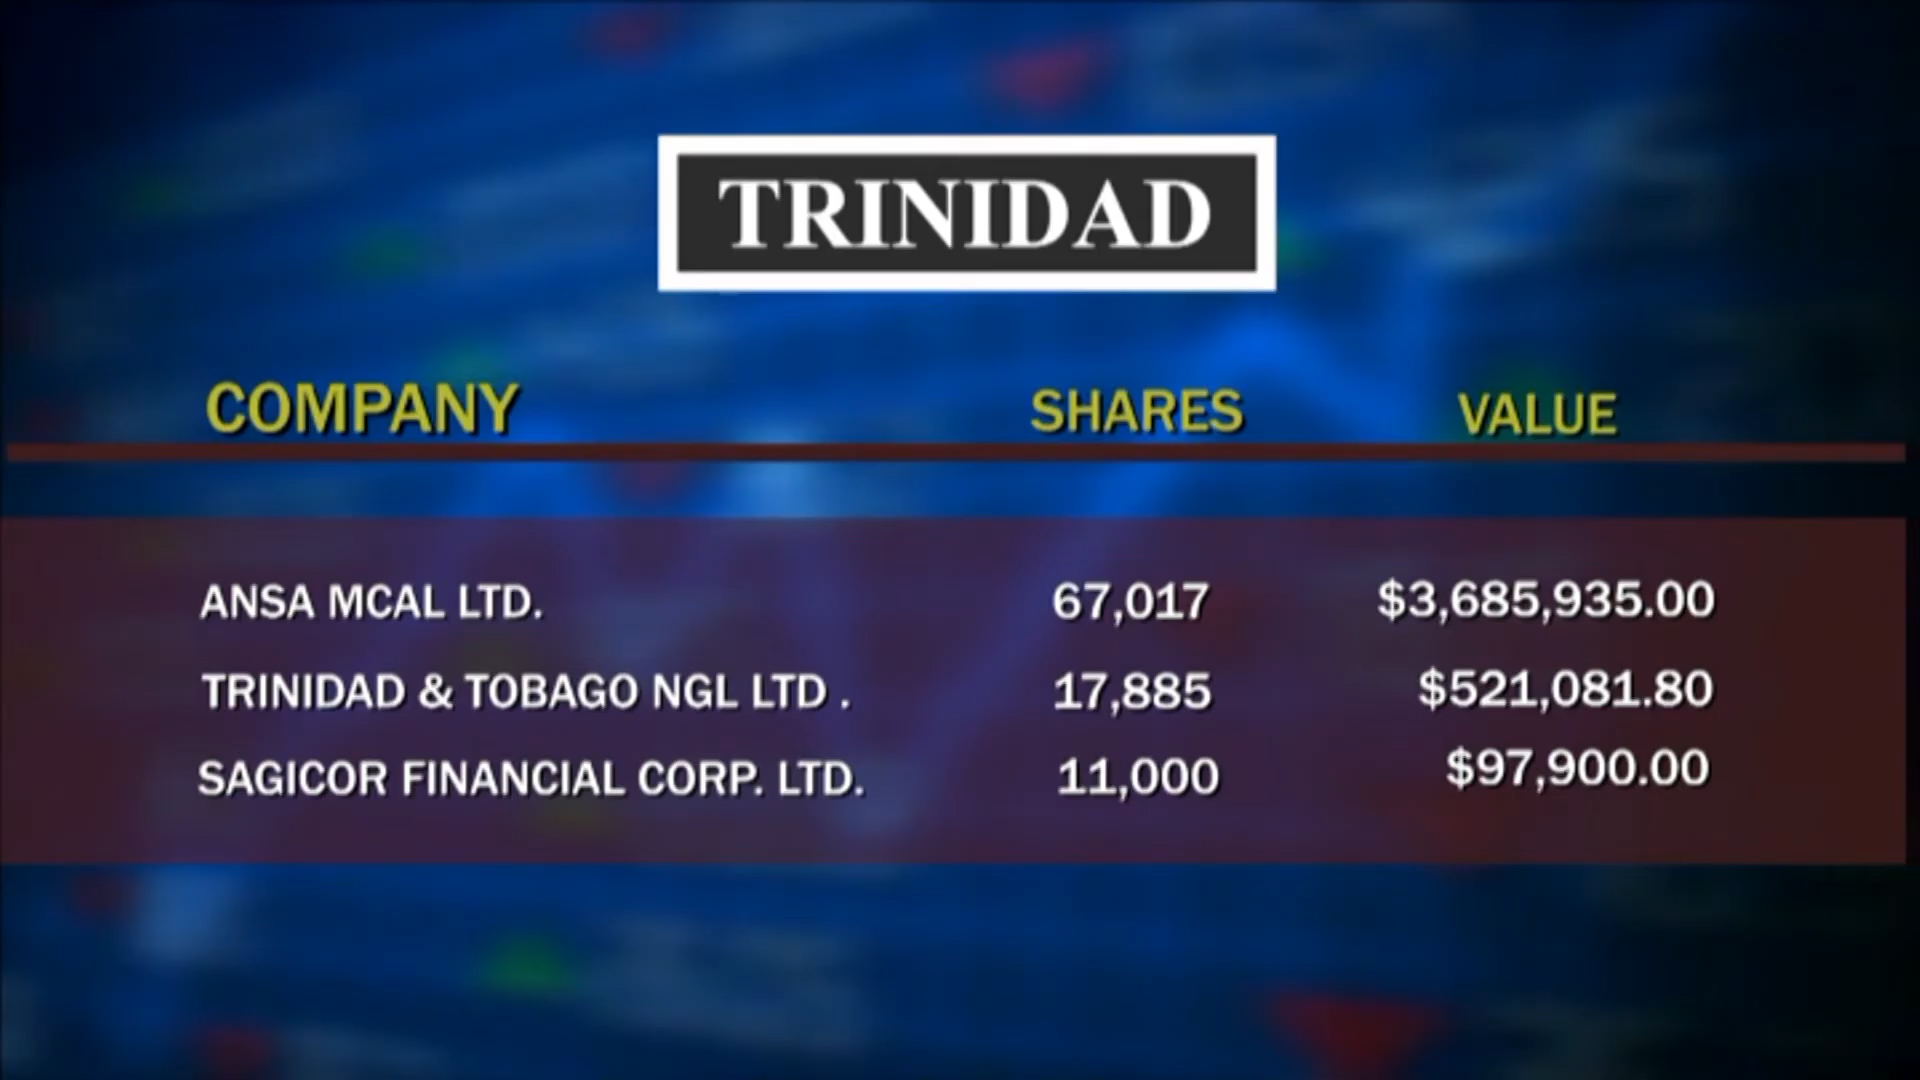 TRINIDAD
COMPANY SHARES VALUE
ANSA MCAL LTD. 67,017 $3,685,935.00
TRINIDAD & TOBAGO NGL LTD . 17,885 $521,081.80
SAGICOR FINANCIAL CORP. LTD. 11,000 $97,900.00